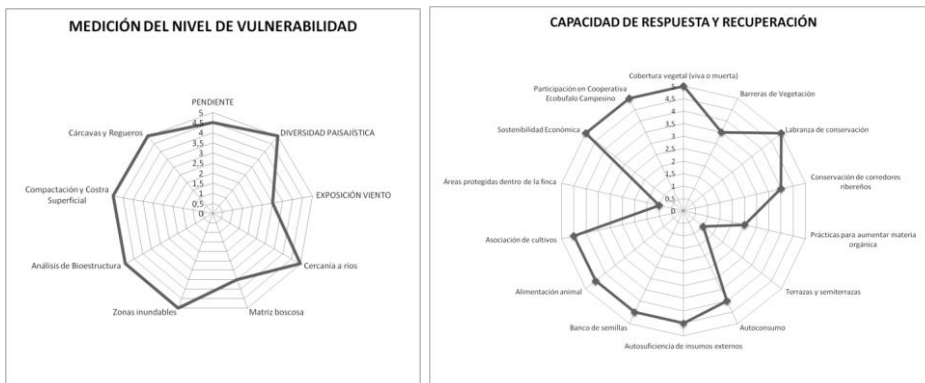 MEDICIÓN DEL NIVEL DE VULNERABILIDAD
PENDIENTE
5
4,5
4
3,5
3
2,5
2
1,5
1
0,5
0
DIVERSIDAD PAISAJÍSTICA
EXPOSICIÓN VIENTO
Cercania a rios
Matriz boscosa
Zonas inundables
Análisis de Bioestructura
Compactación y Costra
Superficial
Cárcavas y Regueros
CAPACIDAD DE RESPUESTA Y RECUPERACIÓN
Cobertura vegetal (viva o muerta)
5
4,5
4
3,5
3
2,5
2
1,5
1
0,5
0
Barreras de Vegetación
Labranza de conservación
Conservación de corredores
ribereños
Prácticas para aumentar materia
orgánica
Terrazas y semiterrazas
Autoconsumo
Autosuficiencia de insumos externos
Banco de semillas
Alimentación animal
Asociación de cultivos
Áreas protegidas dentro de la finca
Sostenibilidad Económica
Participación en Cooperativa
Ecobufalo Campesino